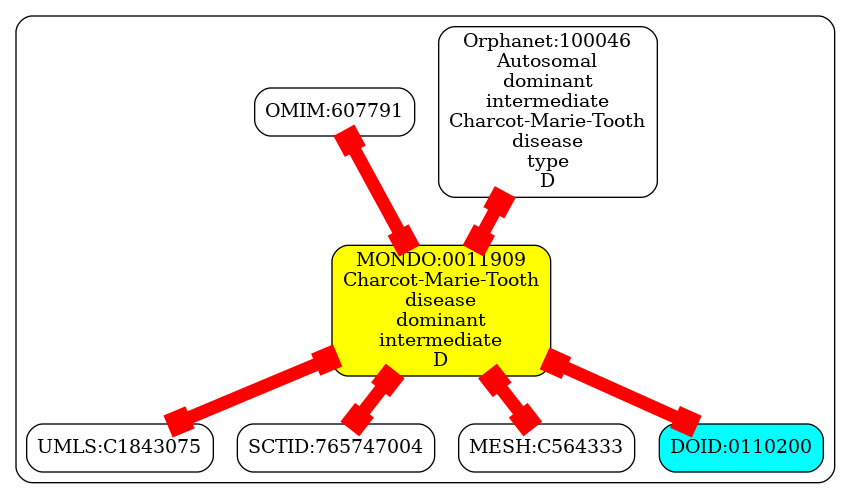 Orphanet:100046
Autosomal
dominant
intermediate
Charcot-Marie-Tooth
disease
type
D
OMIM:607791
MONDO:0011909
Charcot-Marie-Tooth
disease
dominant
intermediate
D
UMLS:C1843075
SCTID:765747004
MESH:C564333
DOID:0110200